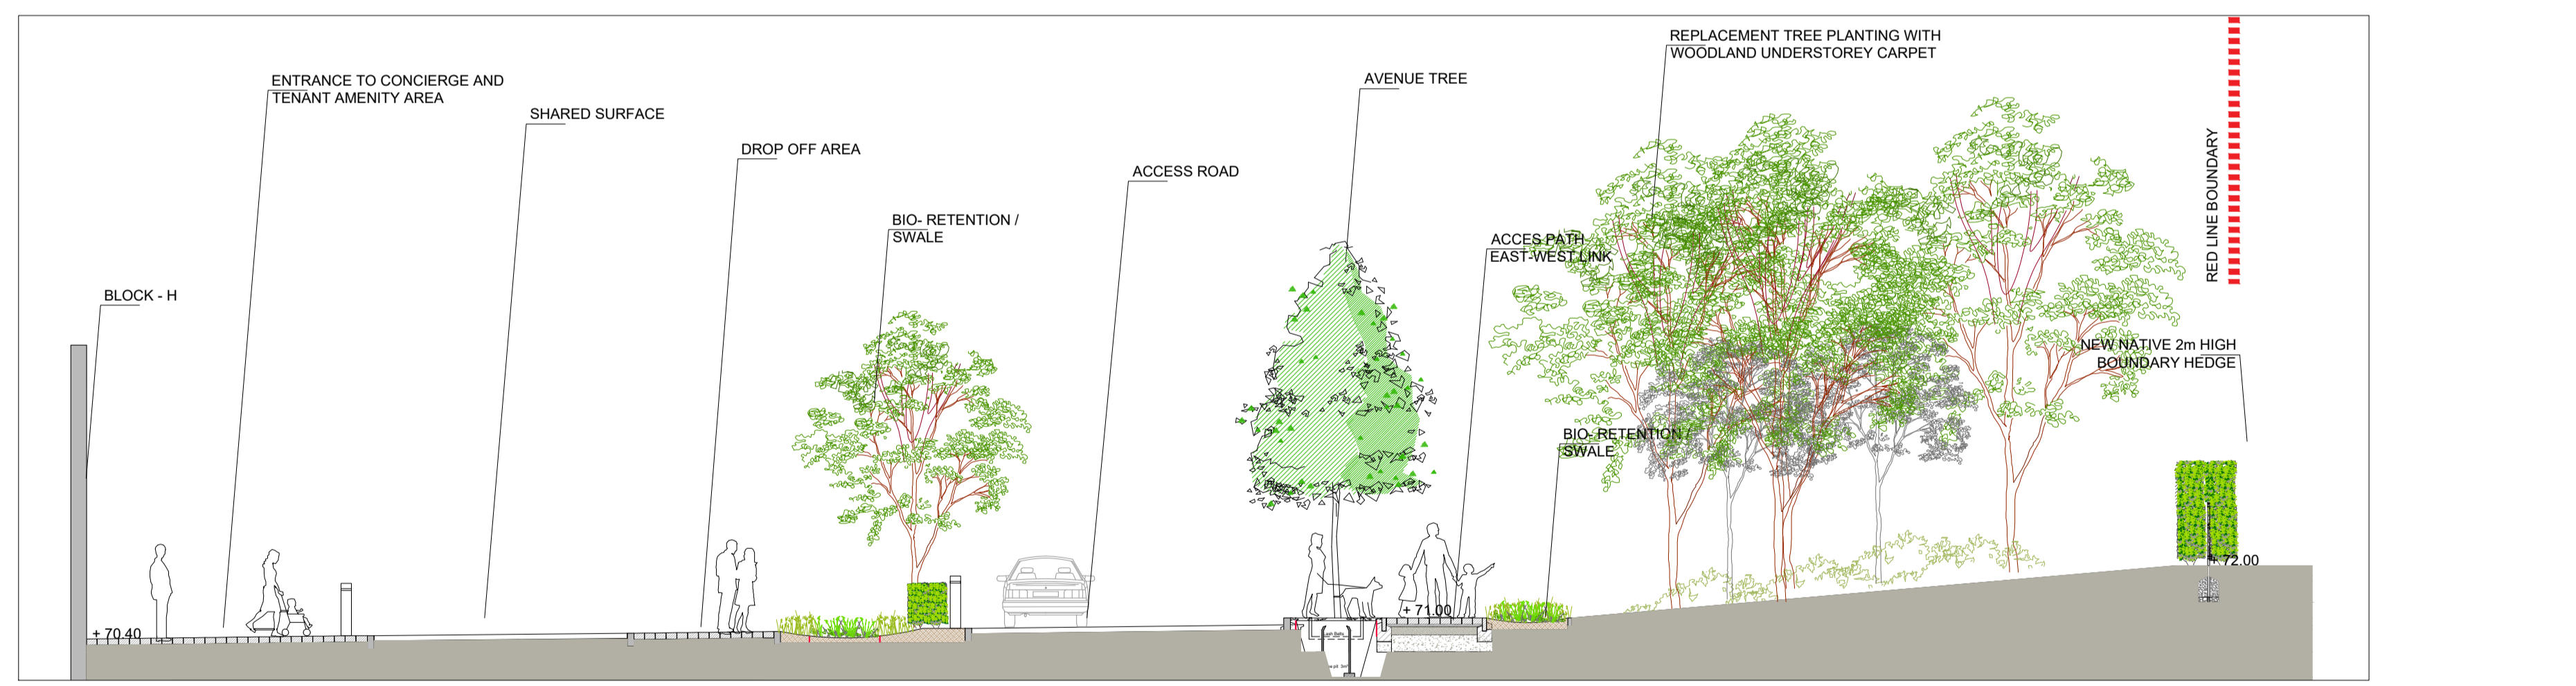 REPLACEMENT TREE PLANTING WITH
WOODLAND UNDERSTOREY CARPET
ENTRANCE TO CONCIERGE AND
TENANT AMENITY AREA
AVENUE TREE
SHARED SURFACE
DROP OFF AREA
ACCESS ROAD
RED LINE BOUNDARY
BIO- RETENTION /
SWALE
ACCES PATH
EAST-WEST LINK
BLOCK - H
NEW NATIVE 2m HIGH
BOUNDARY HEDGE
BIO- RETENTION /
SWALE
+ 72.00
+ 71.00
+ 70.40